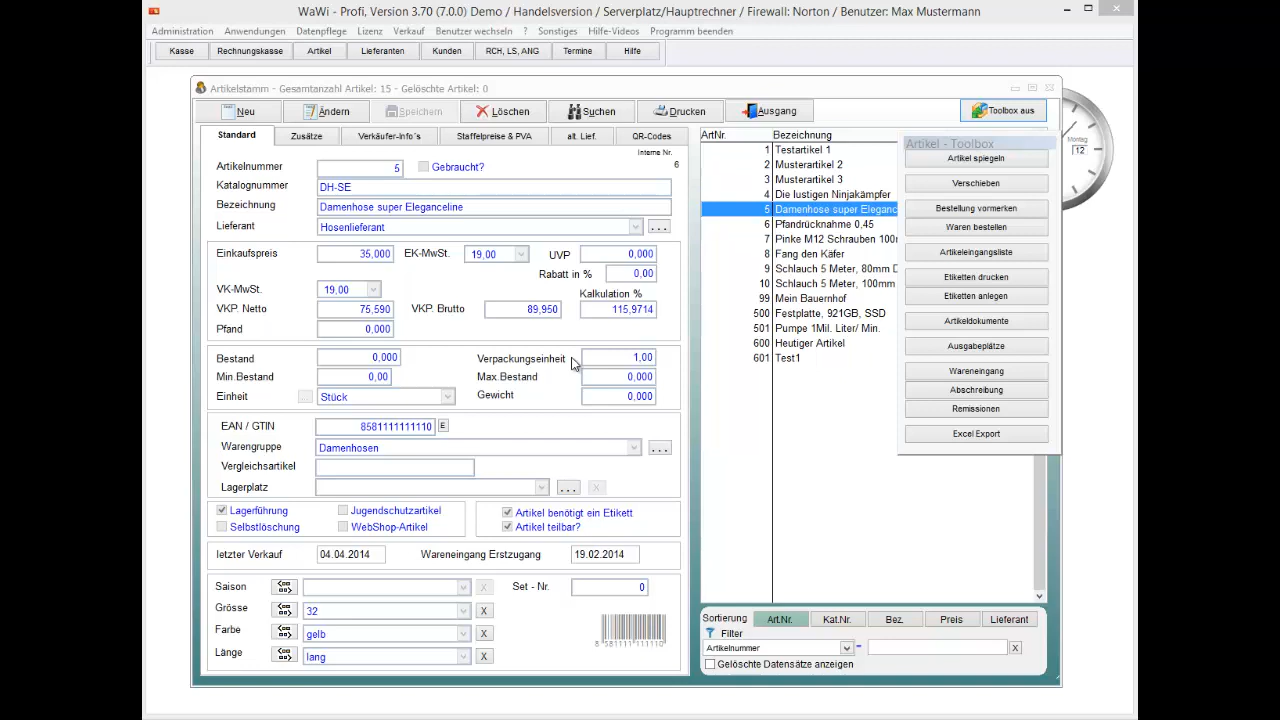 WaWi - Profi, Version 3.70 (7.0.0) Demo / Handelsversion / Serverplatz/Hauptrechner / Firewall: Norton / Benutzer: Max Mustermann
Administration Anwendungen Datenpflege Lizenz Verkauf Benutzer wechseln ? Sonstiges Hilfe-Videos Programm beenden
Kasse Rechnungskasse Artikel Lieferanten Kunden RCH, LS, ANG Termine Hilfe
Artikelstamm - Gesamtanzahl Artikel: 15 - Gelöschte Artikel: 0
Neu Ändern Speichern Löschen Suchen Drucken Ausgang Toolbox aus
Standard Zusätze Verkäufer-Info´s Staffelpreise & PVA alt. Lief. QR-Codes
Interne Nr.
6
Artikelnummer 5 Gebraucht?
Katalognummer DH-SE
Bezeichnung Damenhose super Eleganceline
Lieferant Hosenlieferant ...
Einkaufspreis 35,000 EK-MwSt. 19,00 UVP 0,000
Rabatt in % 0,00
VK-MwSt. 19,00 Kalkulation %
VKP. Netto 75,590 VKP. Brutto 89,950 115,9714
Pfand 0,000
Bestand 0,000 Verpackungseinheit 1,00
Min.Bestand 0,00 Max.Bestand 0,000
Einheit ... Stück Gewicht 0,000
EAN / GTIN 8581111111110 E
Warengruppe Damenhosen ...
Vergleichsartikel
Lagerplatz ... X
Lagerführung Jugendschutzartikel Artikel benötigt ein Etikett
Selbstlöschung WebShop-Artikel Artikel teilbar?
letzter Verkauf 04.04.2014 Wareneingang Erstzugang 19.02.2014
Saison X Set - Nr. 0
Grösse 32 X
Farbe gelb X
Länge lang X
8 581111 111110
ArtNr. Bezeichnung
1 Testartikel 1
2 Musterartikel 2
3 Musterartikel 3
4 Die lustigen Ninjakämpfer
5 Damenhose super Eleganc
6 Pfandrücknahme 0,45
7 Pinke M12 Schrauben 100m
8 Fang den Käfer
9 Schlauch 5 Meter, 80mm D
10 Schlauch 5 Meter, 100mm
99 Mein Bauernhof
500 Festplatte, 921GB, SSD
501 Pumpe 1Mil. Liter/ Min.
600 Heutiger Artikel
601 Test1
Artikel - Toolbox
Artikel spiegeln
Verschieben
Bestellung vormerken
Waren bestellen
Artikeleingangsliste
Etiketten drucken
Etiketten anlegen
Artikeldokumente
Ausgabeplätze
Wareneingang
Abschreibung
Remissionen
Excel Export
Montag
12
Sortierung Art.Nr. Kat.Nr. Bez. Preis Lieferant
Filter
Artikelnummer = X
Gelöschte Datensätze anzeigen